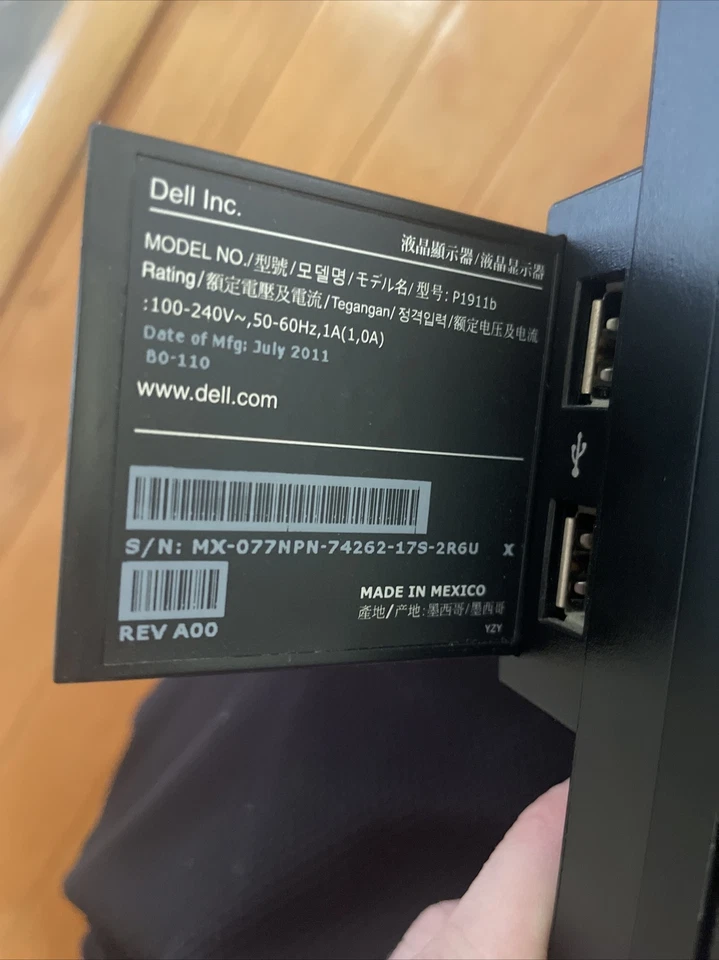 Dell Inc.
液晶顯示器/液晶显示器
MODEL NO./型號/모델명/モデル名/型号: P1911b
Rating/額定電壓及電流/Tegangan/정격입력/额定电压及电流
:100-240V~,50-60Hz,1A(1,0A)
Date of Mfg: July 2011
B0-110
www.dell.com
S/N: MX-077NPN-74262-17S-2R6U X
REV A00
MADE IN MEXICO
產地/产地: 墨西哥/墨西哥
YZY